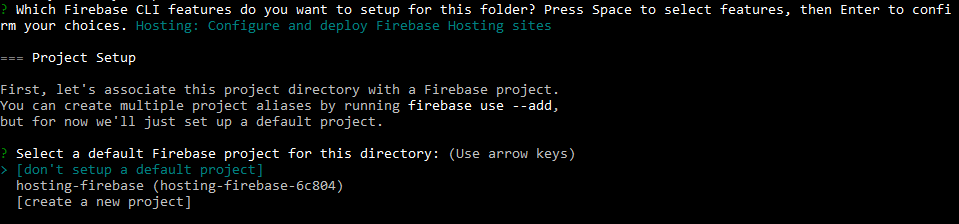 ? Which Firebase CLI features do you want to setup for this folder? Press Space to select features, then Enter to confi
rm your choices. Hosting: Configure and deploy Firebase Hosting sites
=== Project Setup
First, let's associate this project directory with a Firebase project.
You can create multiple project aliases by running firebase use --add,
but for now we'll just set up a default project.
? Select a default Firebase project for this directory: (Use arrow keys)
> [don't setup a default project]
hosting-firebase (hosting-firebase-6c804)
[create a new project]